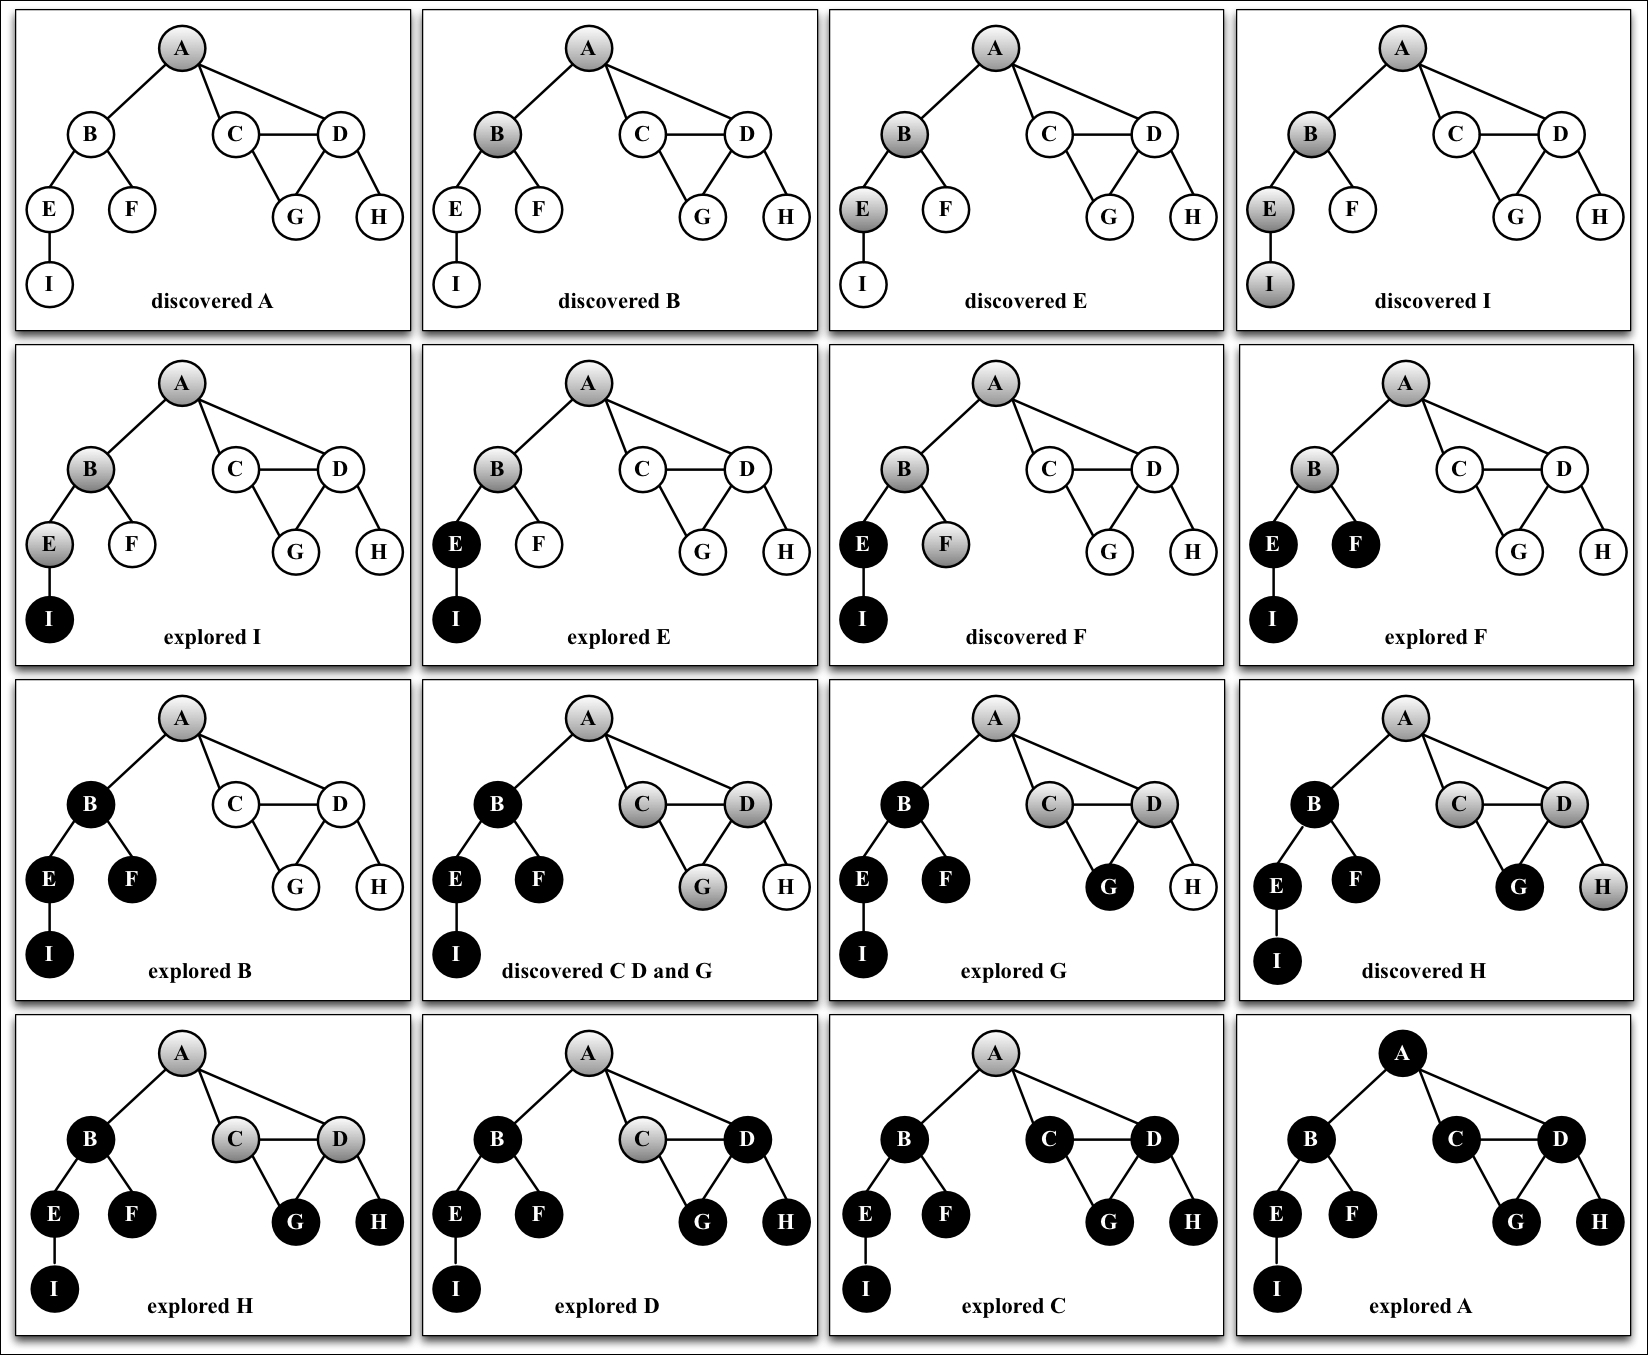 A
B C D
E F G H
I
discovered A
A
B C D
E F G H
I
discovered B
A
B C D
E F G H
I
discovered E
A
B C D
E F G H
I
discovered I
A
B C D
E F G H
I
explored I
A
B C D
E F G H
I
explored E
A
B C D
E F G H
I
discovered F
A
B C D
E F G H
I
explored F
A
B C D
E F G H
I
explored B
A
B C D
E F G H
I
discovered C D and G
A
B C D
E F G H
I
explored G
A
B C D
E F G H
I
discovered H
A
B C D
E F G H
I
explored H
A
B C D
E F G H
I
explored D
A
B C D
E F G H
I
explored C
A
B C D
E F G H
I
explored A